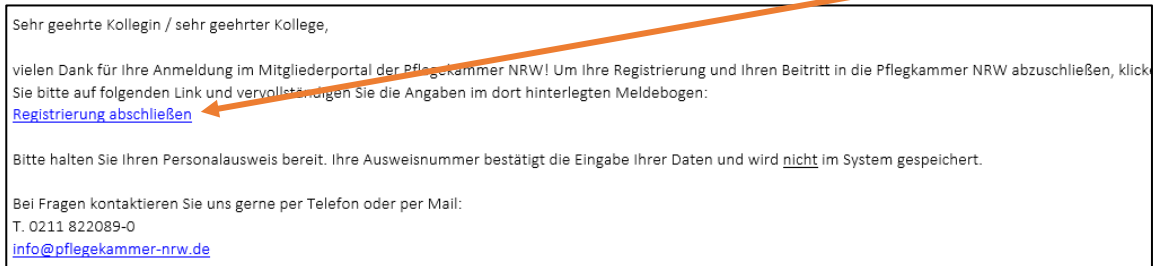 Sehr geehrte Kollegin / sehr geehrter Kollege,
vielen Dank für Ihre Anmeldung im Mitgliederportal der Pflegekammer NRW! Um Ihre Registrierung und Ihren Beitritt in die Pflegkammer NRW abzuschließen, klicke
Sie bitte auf folgenden Link und vervollständigen Sie die Angaben im dort hinterlegten Meldebogen:
Registrierung abschließen
Bitte halten Sie Ihren Personalausweis bereit. Ihre Ausweisnummer bestätigt die Eingabe Ihrer Daten und wird nicht im System gespeichert.
Bei Fragen kontaktieren Sie uns gerne per Telefon oder per Mail:
T. 0211 822089-0
info@pflegekammer-nrw.de